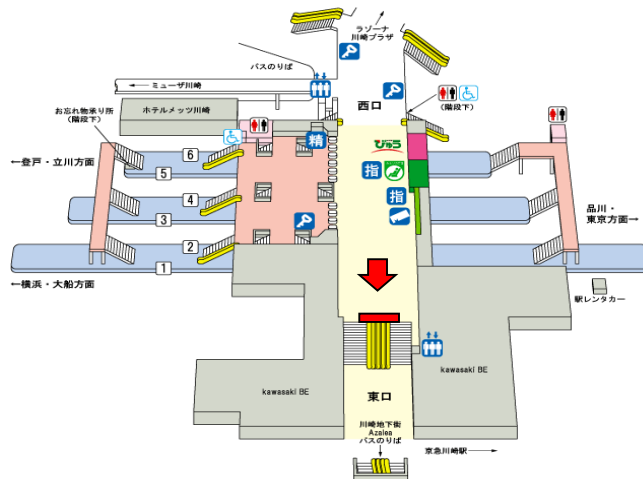 ラゾーナ
川崎プラザ
バスのりば
←ミューザ川崎
西口
(階段下)
お忘れ物承り所
(階段下)
ホテルメッツ川崎
精
びゅう
←登戸・立川方面
6
5
指
4
指
3
品川・
東京方面→
2
1
←横浜・大船方面
駅レンタカー
kawasaki BE
kawasaki BE
東口
川崎地下街
Azalea
バスのりば
京急川崎駅